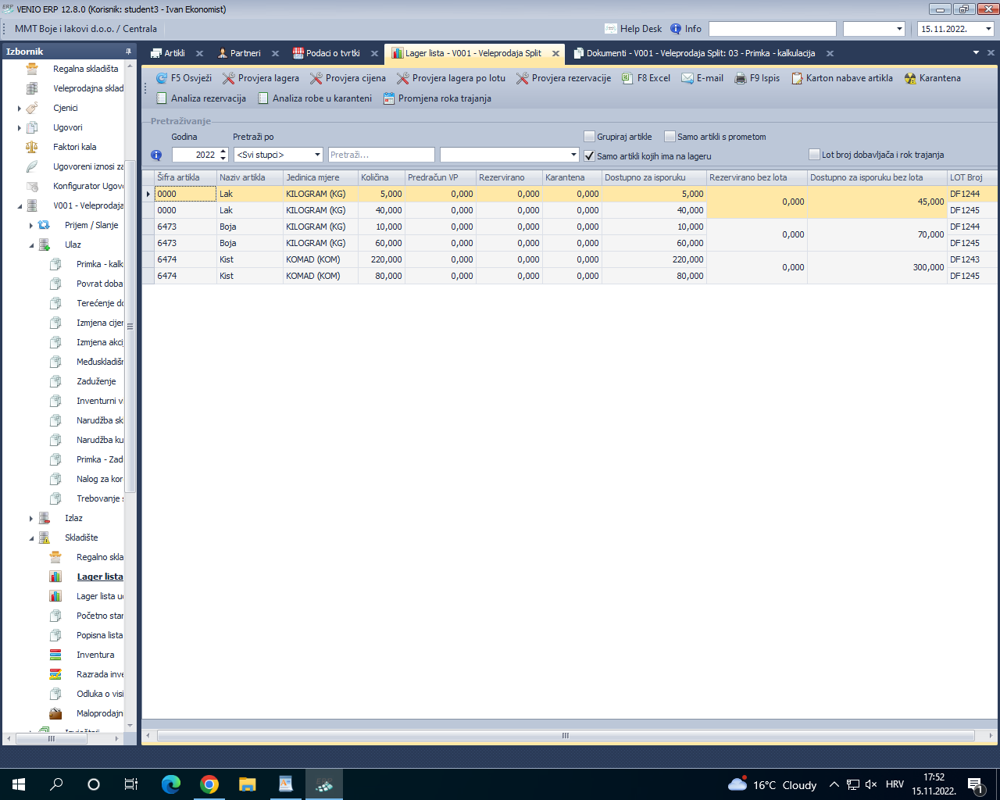 ERP VENIO ERP 12.8.0 (Korisnik: student3 - Ivan Ekonomist)
MMT Boje i lakovi d.o.o. / Centrala Help Desk Info 15.11.2022.
Izbornik
Artikli Partneri Podaci o tvrtki Lager lista - V001 - Veleprodaja Split Dokumenti - V001 - Veleprodaja Split: 03 - Primka - kalkulacija
F5 Osvježi Provjera lagera Provjera cijena Provjera lagera po lotu Provjera rezervacije F8 Excel E-mail F9 Ispis Karton nabave artikla Karantena
Analiza rezervacija Analiza robe u karanteni Promjena roka trajanja
Pretraživanje
Godina Pretraži po Grupiraj artikle Samo artikli s prometom
2022 <Svi stupci> Pretraži... Samo artikli kojih ima na lageru Lot broj dobavljača i rok trajanja
Šifra artikla Naziv artikla Jedinica mjere Količina Predračun VP Rezervirano Karantena Dostupno za isporuku Rezervirano bez lota Dostupno za isporuku bez lota LOT Broj
0000 Lak KILOGRAM (KG) 5,000 0,000 0,000 0,000 5,000 0,000 45,000 DF1244
0000 Lak KILOGRAM (KG) 40,000 0,000 0,000 0,000 40,000 DF1245
6473 Boja KILOGRAM (KG) 10,000 0,000 0,000 0,000 10,000 0,000 70,000 DF1244
6473 Boja KILOGRAM (KG) 60,000 0,000 0,000 0,000 60,000 DF1245
6474 Kist KOMAD (KOM) 220,000 0,000 0,000 0,000 220,000 0,000 300,000 DF1243
6474 Kist KOMAD (KOM) 80,000 0,000 0,000 0,000 80,000 DF1245
Regalna skladišta
Veleprodajna sklad
Cjenici
Ugovori
Faktori kala
Ugovoreni iznosi za
Konfigurator Ugov
V001 - Veleprodaja
Prijem / Slanje
Ulaz
Primka - kalk
Povrat doba
Terećenje do
Izmjena cijen
Izmjena akci
Međuskladišn
Zaduženje
Inventurni v
Narudžba sk
Narudžba ku
Primka - Zad
Nalog za kor
Trebovanje s
Izlaz
Skladište
Regalno skla
Lager lista
Lager lista u
Početno star
Popisna lista
Inventura
Razrada inve
Odluka o visi
Maloprodajn
Izvještaji
16°C Cloudy HRV 17:52
15.11.2022. 1